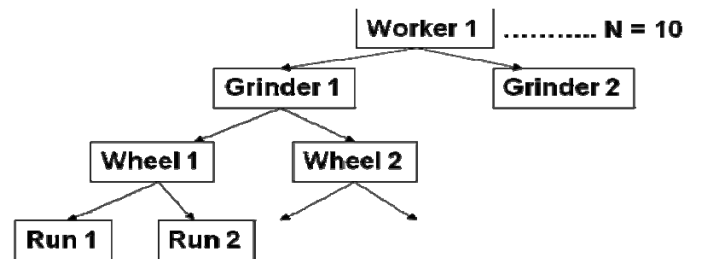 Worker 1 ........... N = 10
Grinder 1 Grinder 2
Wheel 1 Wheel 2
Run 1 Run 2